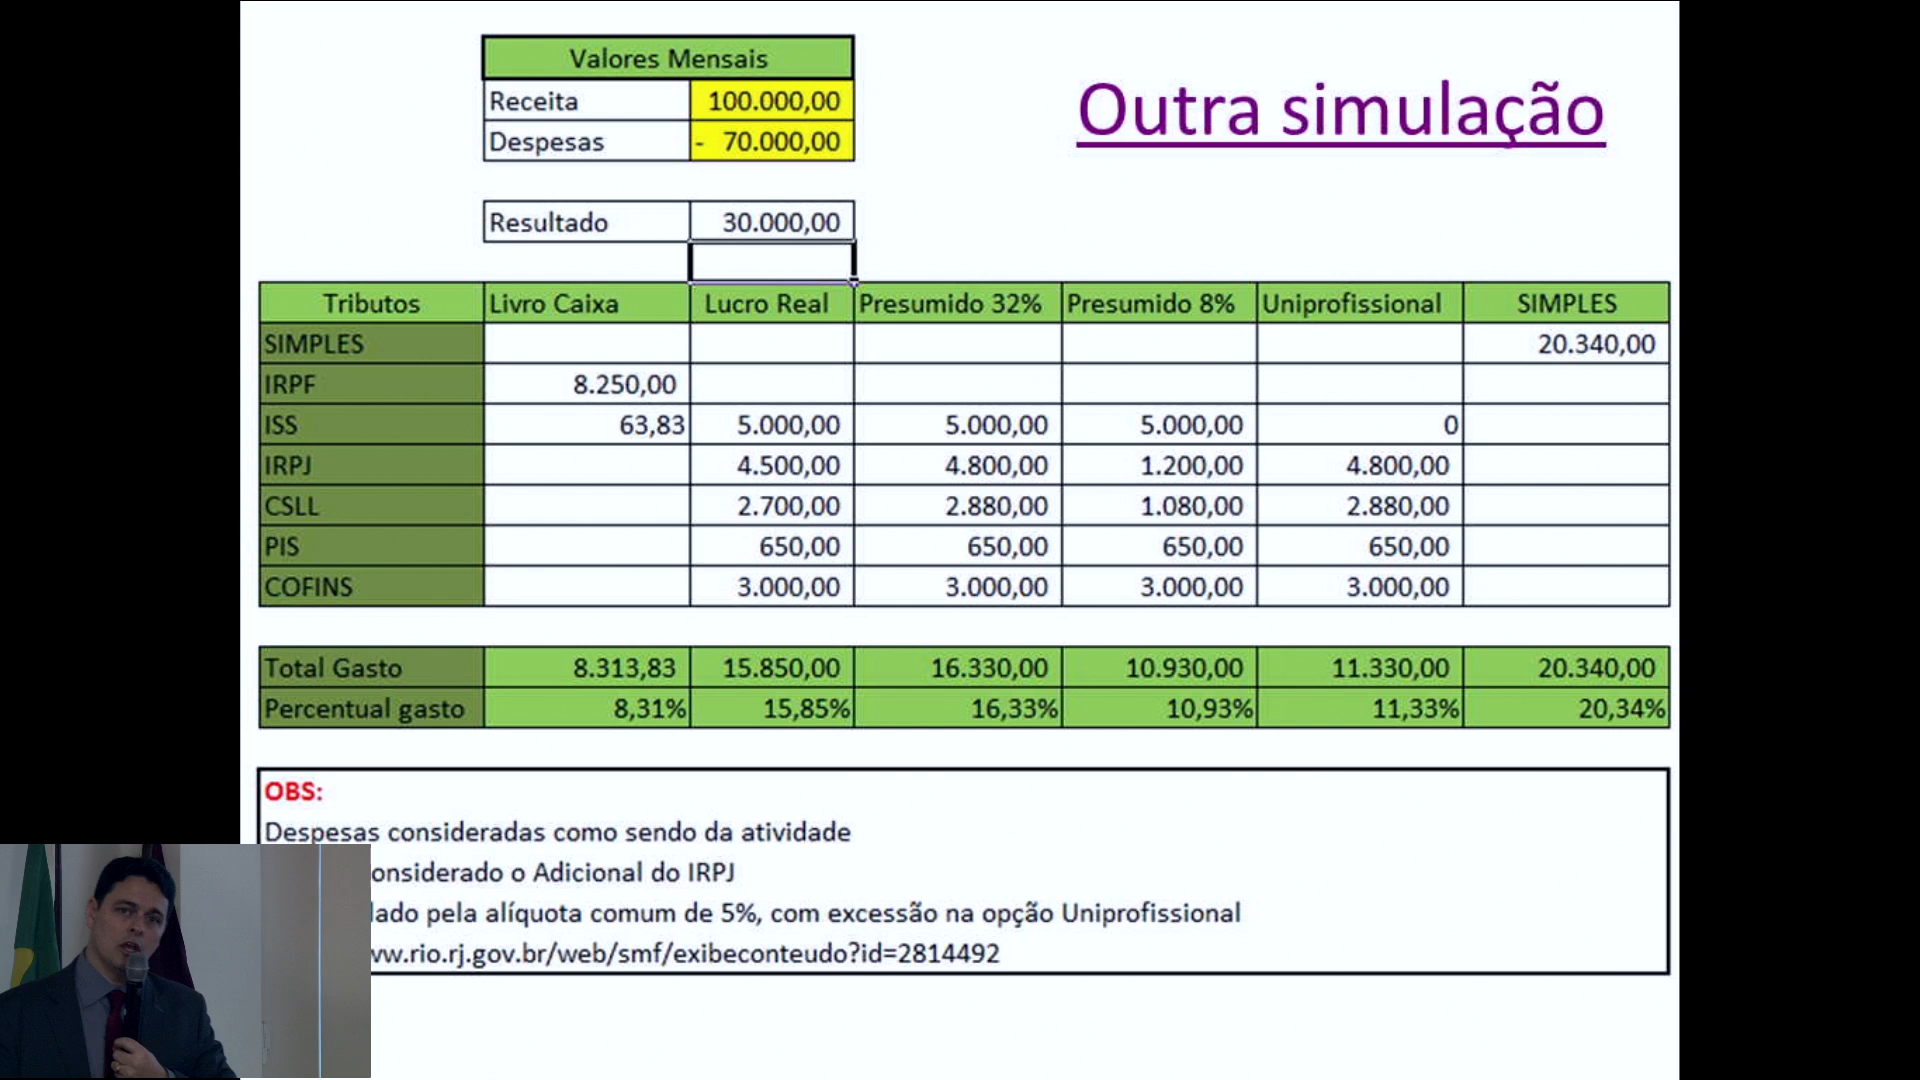 Valores Mensais
Receita 100.000,00
Despesas - 70.000,00
Outra simulação
Resultado 30.000,00
Tributos Livro Caixa Lucro Real Presumido 32% Presumido 8% Uniprofissional SIMPLES
SIMPLES 20.340,00
IRPF 8.250,00
ISS 63,83 5.000,00 5.000,00 5.000,00 0
IRPJ 4.500,00 4.800,00 1.200,00 4.800,00
CSLL 2.700,00 2.880,00 1.080,00 2.880,00
PIS 650,00 650,00 650,00 650,00
COFINS 3.000,00 3.000,00 3.000,00 3.000,00
Total Gasto 8.313,83 15.850,00 16.330,00 10.930,00 11.330,00 20.340,00
Percentual gasto 8,31% 15,85% 16,33% 10,93% 11,33% 20,34%
OBS:
Despesas consideradas como sendo da atividade
onsiderado o Adicional do IRPJ
lado pela alíquota comum de 5%, com excessão na opção Uniprofissional
w.rio.rj.gov.br/web/smf/exibeconteudo?id=2814492